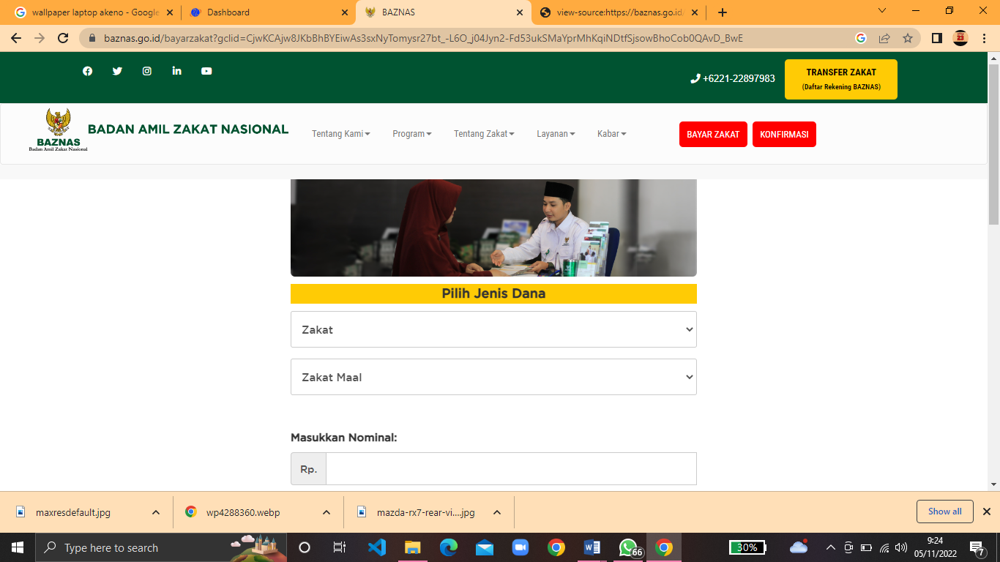 wallpaper laptop akeno - Google
Dashboard
BAZNAS
view-source:https://baznas.go.id/
baznas.go.id/bayarzakat?gclid=CjwKCAjw8JKbBhBYEiwAs3sxNyTomysr27bt_-L6O_j04Jyn2-Fd53ukSMaYprMhKqiNDtfSjsowBhoCob0QAvD_BwE
+6221-22897983
TRANSFER ZAKAT
(Daftar Rekening BAZNAS)
BAZNAS
Badan Amil Zakat Nasional
BADAN AMIL ZAKAT NASIONAL
Tentang Kami
Program
Tentang Zakat
Layanan
Kabar
BAYAR ZAKAT
KONFIRMASI
Pilih Jenis Dana
Zakat
Zakat Maal
Masukkan Nominal:
Rp.
maxresdefault.jpg
wp4288360.webp
mazda-rx7-rear-vi....jpg
Show all
Type here to search
66
30%
9:24
05/11/2022
7